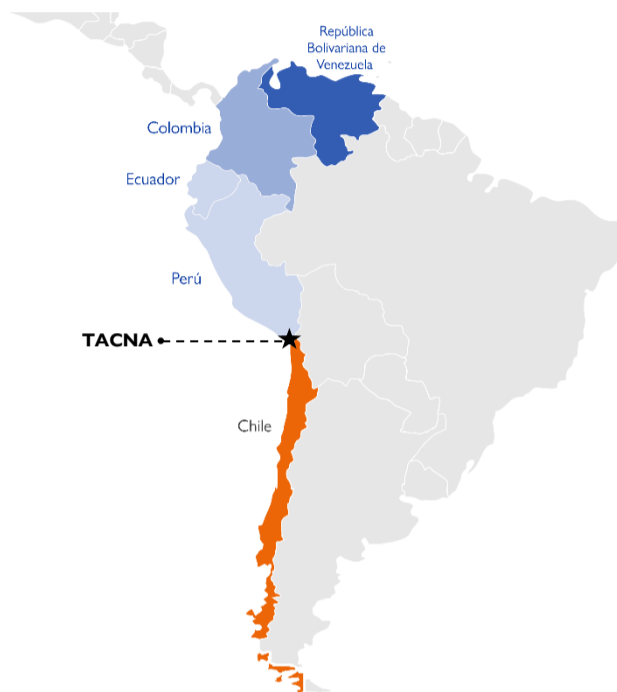 República
Bolivariana de
Venezuela
Colombia
Ecuador
Perú
TACNA
Chile